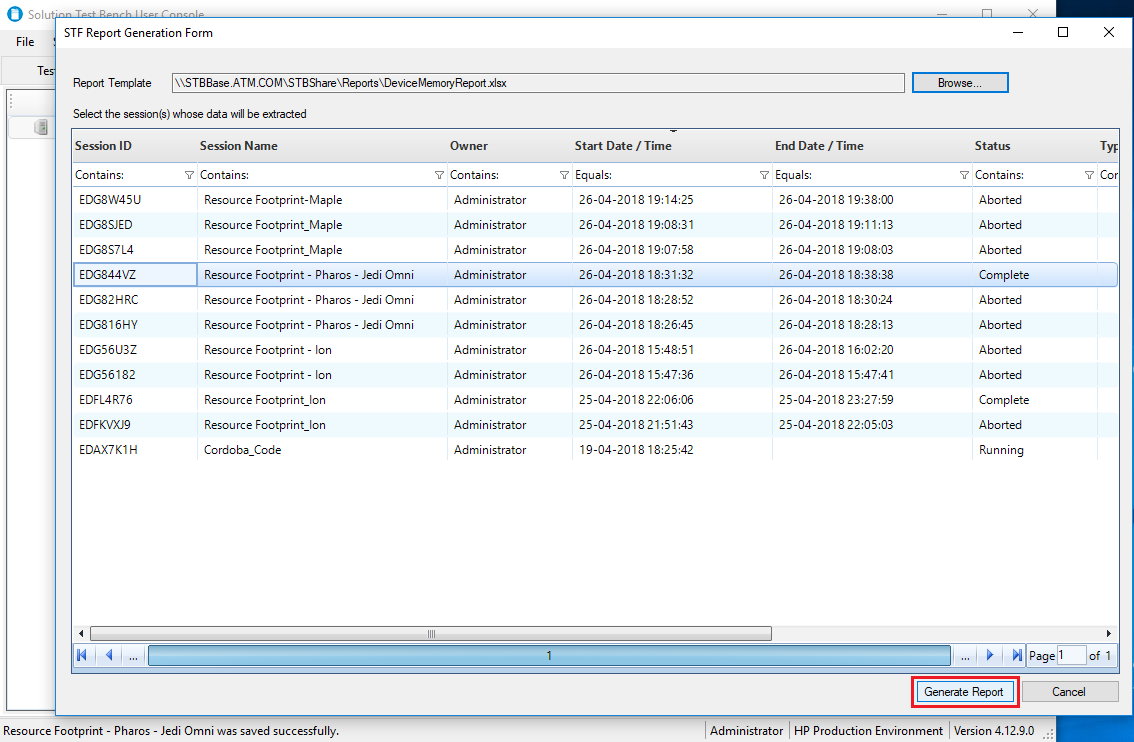 Solution Test Bench User Console
File
STF Report Generation Form
Report Template \\STBBase.ATM.COM\STBShare\Reports\DeviceMemoryReport.xlsx Browse...
Select the session(s) whose data will be extracted
Session ID Session Name Owner Start Date / Time End Date / Time Status Typ
Contains: Contains: Contains: Equals: Equals: Contains: Cor
EDG8W45U Resource Footprint-Maple Administrator 26-04-2018 19:14:25 26-04-2018 19:38:00 Aborted
EDG8SJED Resource Footprint_Maple Administrator 26-04-2018 19:08:31 26-04-2018 19:11:13 Aborted
EDG8S7L4 Resource Footprint_Maple Administrator 26-04-2018 19:07:58 26-04-2018 19:08:03 Aborted
EDG844VZ Resource Footprint - Pharos - Jedi Omni Administrator 26-04-2018 18:31:32 26-04-2018 18:38:38 Complete
EDG82HRC Resource Footprint - Pharos - Jedi Omni Administrator 26-04-2018 18:28:52 26-04-2018 18:30:24 Aborted
EDG816HY Resource Footprint - Pharos - Jedi Omni Administrator 26-04-2018 18:26:45 26-04-2018 18:28:13 Aborted
EDG56U3Z Resource Footprint - Ion Administrator 26-04-2018 15:48:51 26-04-2018 16:02:20 Aborted
EDG56182 Resource Footprint - Ion Administrator 26-04-2018 15:47:36 26-04-2018 15:47:41 Aborted
EDFL4R76 Resource Footprint_Ion Administrator 25-04-2018 22:06:06 25-04-2018 23:27:59 Complete
EDFKVXJ9 Resource Footprint_Ion Administrator 25-04-2018 21:51:43 25-04-2018 22:05:03 Aborted
EDAX7K1H Cordoba_Code Administrator 19-04-2018 18:25:42 Running
... 1 ... Page 1 of 1
Generate Report Cancel
Resource Footprint - Pharos - Jedi Omni was saved successfully. Administrator HP Production Environment Version 4.12.9.0